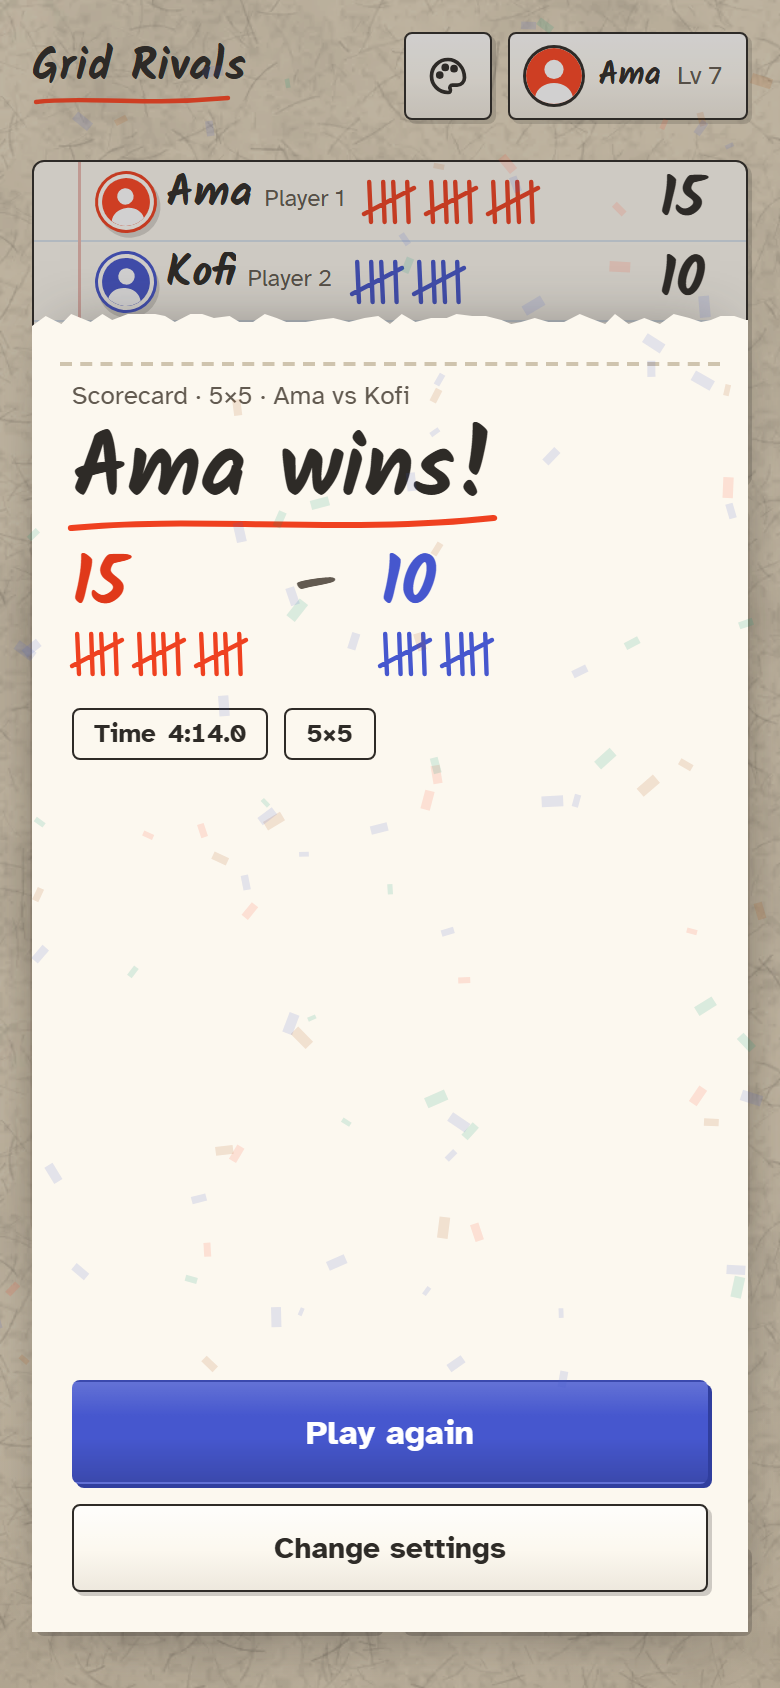 Grid Rivals
Ama Lv 7
Ama Player 1 15
Kofi Player 2 10
Scorecard · 5×5 · Ama vs Kofi
Ama wins!
15 – 10
Time 4:14.0 5×5
Play again
Change settings